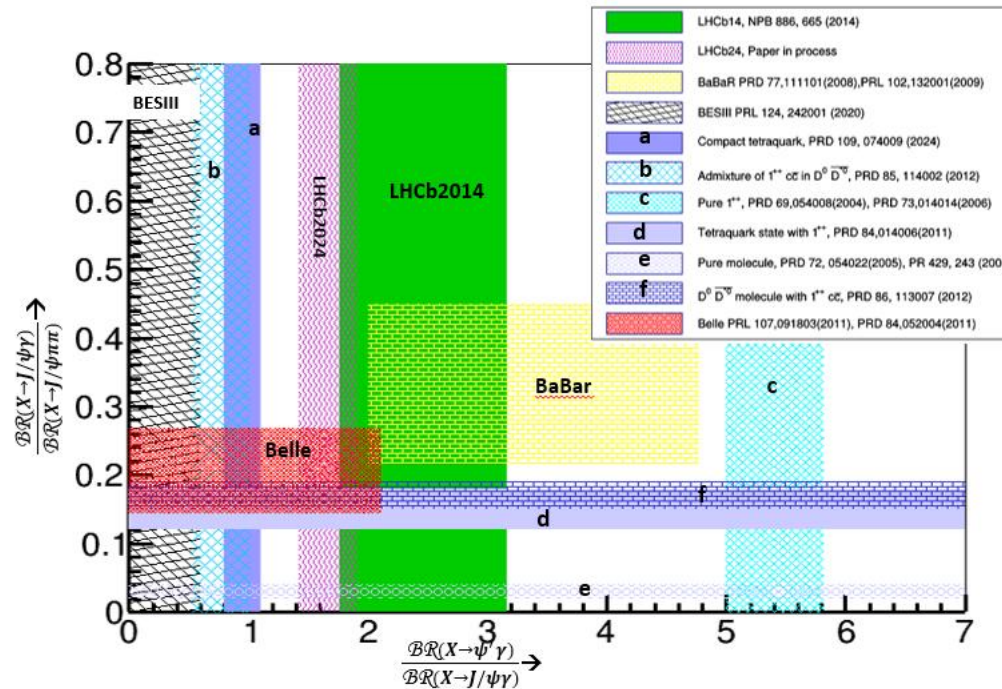 LHCb14, NPB 886, 665 (2014)
LHCb24, Paper in process
BaBaR PRD 77,111101(2008),PRL 102,132001(2009)
BESIII PRL 124, 242001 (2020)
a Compact tetraquark, PRD 109, 074009 (2024)
b Admixture of 1⁺⁺ cc̅ in D⁰ D̅*⁰, PRD 85, 114002 (2012)
c Pure 1⁺⁺, PRD 69,054008(2004), PRD 73,014014(2006)
d Tetraquark state with 1⁺⁺, PRD 84,014006(2011)
e Pure molecule, PRD 72, 054022(2005), PR 429, 243 (200
f D⁰ D̅*⁰ molecule with 1⁺⁺ cc̅, PRD 86, 113007 (2012)
Belle PRL 107,091803(2011), PRD 84,052004(2011)
0.8
BESIII
0.7
a
b
0.6
LHCb2024
LHCb2014
0.5
0.4
BaBar
c
0.3
Belle
0.2
f
d
0.1
e
0
0 1 2 3 4 5 6 7
BR(X→J/ψγ)
BR(X→J/ψππ) →
BR(X→ψ'γ)
BR(X→J/ψγ) →